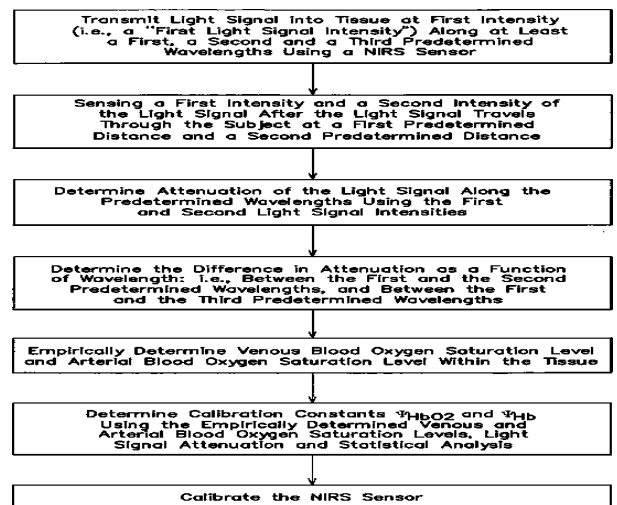 Transmit Light Signal into Tissue at First Intensity
(i.e., a "First Light Signal Intensity") Along at Least
a First, a Second and a Third Predetermined
Wavelengths Using a NIRS Sensor
Sensing a First Intensity and a Second Intensity of
the Light Signal After the Light Signal Travels
Through the Subject at a First Predetermined
Distance and a Second Predetermined Distance
Determine Attenuation of the Light Signal Along the
Predetermined Wavelengths Using the First
and Second Light Signal Intensities
Determine the Difference in Attenuation as a Function
of Wavelength: i.e., Between the First and the Second
Predetermined Wavelengths, and Between the First
and the Third Predetermined Wavelengths
Empirically Determine Venous Blood Oxygen Saturation Level
and Arterial Blood Oxygen Saturation Level Within the Tissue
Determine Calibration Constants ΨHbO2 and ΨHb
Using the Empirically Determined Venous and
Arterial Blood Oxygen Saturation Levels, Light
Signal Attenuation and Statistical Analysis
Calibrate the NIRS Sensor